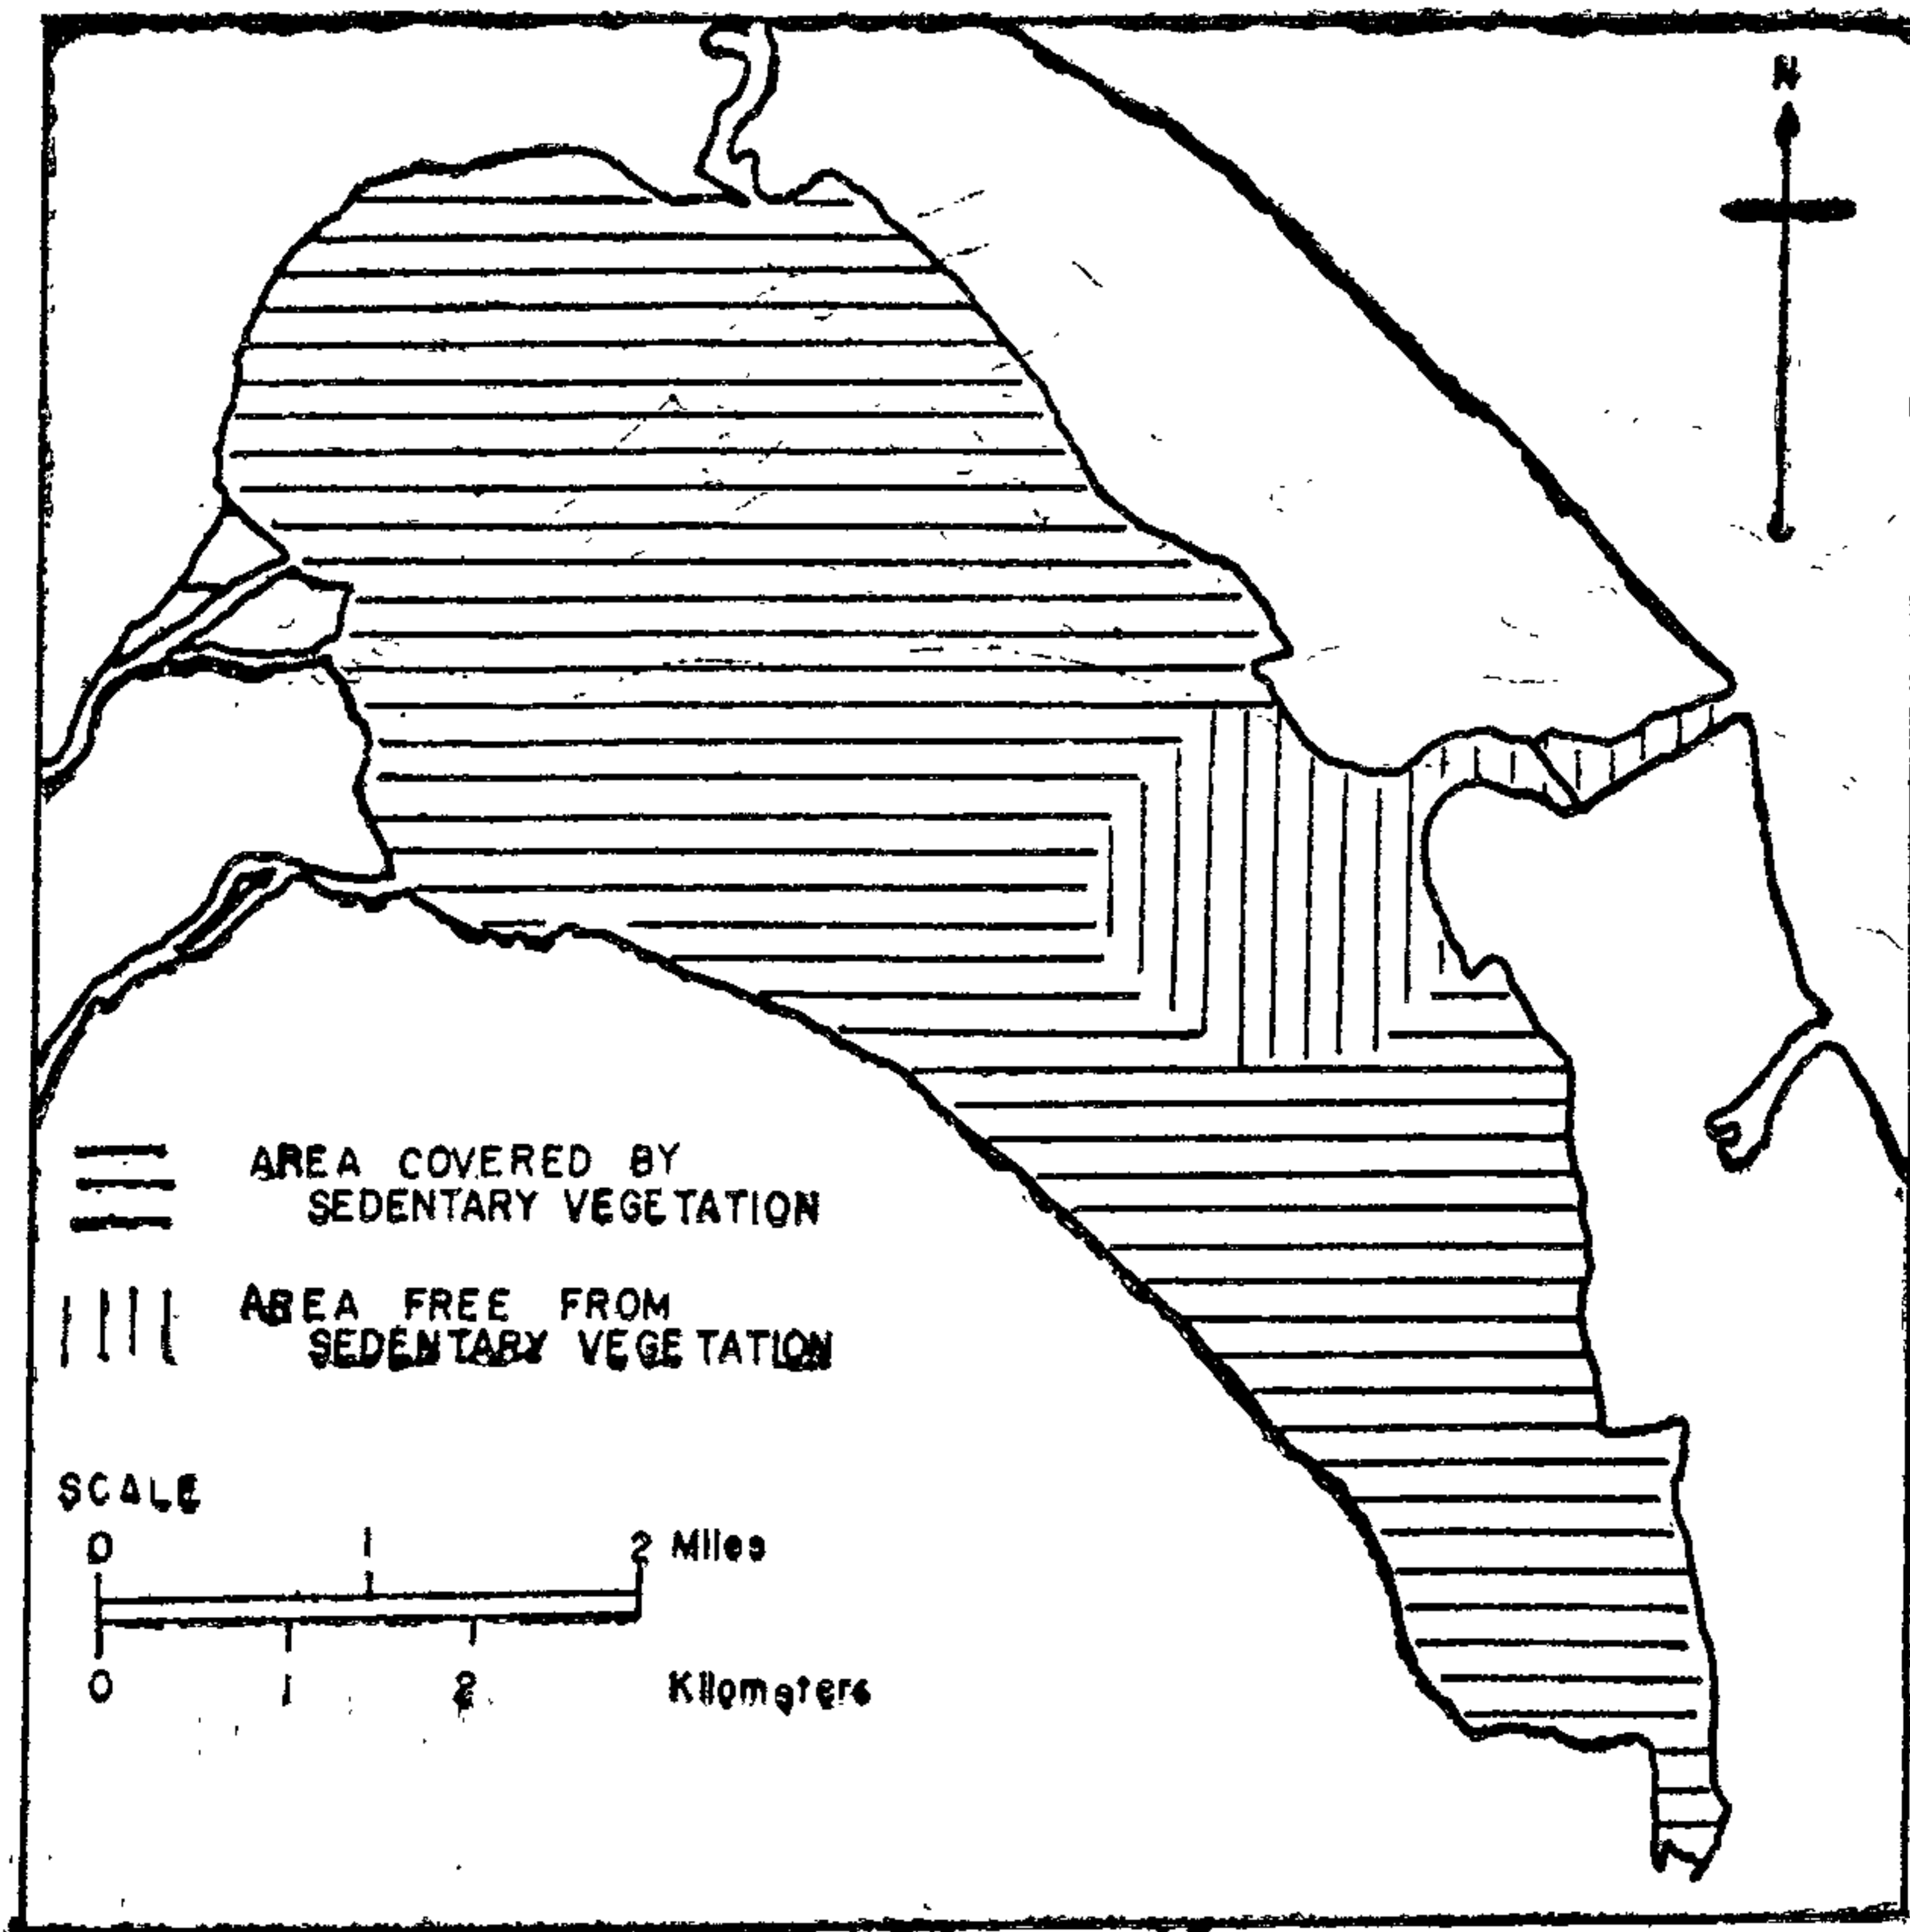 N
AREA COVERED BY
SEDENTARY VEGETATION
AREA FREE FROM
SEDENTARY VEGETATION
SCALE
0 1 2 Miles
0 1 2 Kilometers